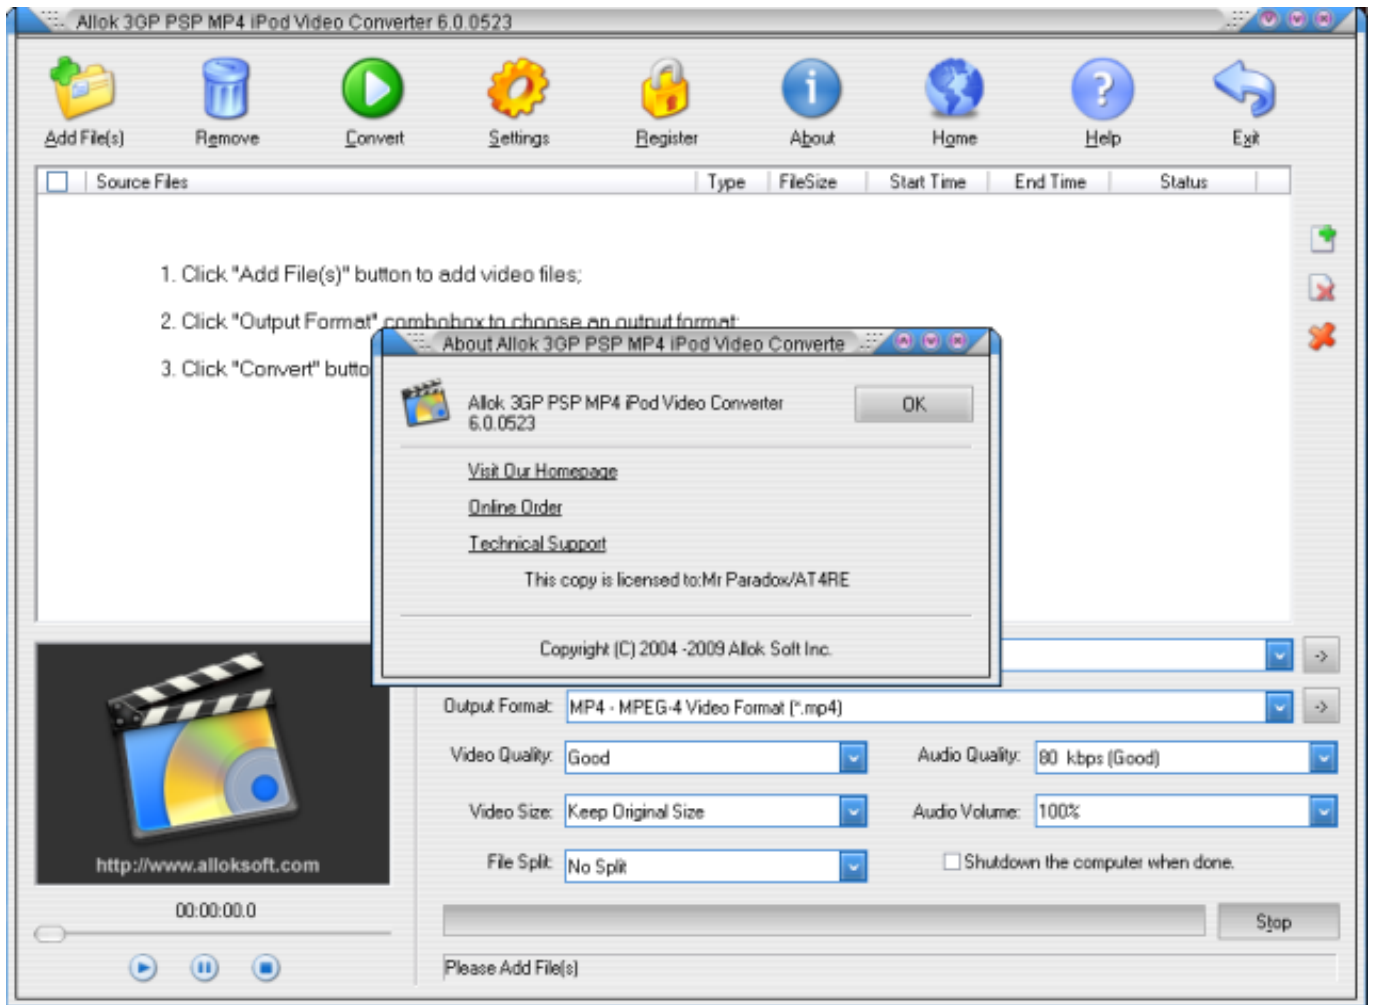 Allok 3GP PSP MP4 iPod Video Converter 6.0.0523
Add File(s) Remove Convert Settings Register About Home Help Exit
Source Files Type FileSize Start Time End Time Status
1. Click "Add File(s)" button to add video files;
2. Click "Output Format" combobox to choose an output format;
3. Click "Convert" butto
About Allok 3GP PSP MP4 iPod Video Converte
Allok 3GP PSP MP4 iPod Video Converter
6.0.0523
OK
Visit Our Homepage
Online Order
Technical Support
This copy is licensed to:Mr Paradox/AT4RE
Copyright (C) 2004 -2009 Allok Soft Inc.
->
Output Format: MP4 - MPEG-4 Video Format (*.mp4) ->
Video Quality: Good Audio Quality: 80 kbps (Good)
Video Size: Keep Original Size Audio Volume: 100%
File Split: No Split Shutdown the computer when done.
http://www.alloksoft.com
00:00:00.0
Stop
Please Add File(s)